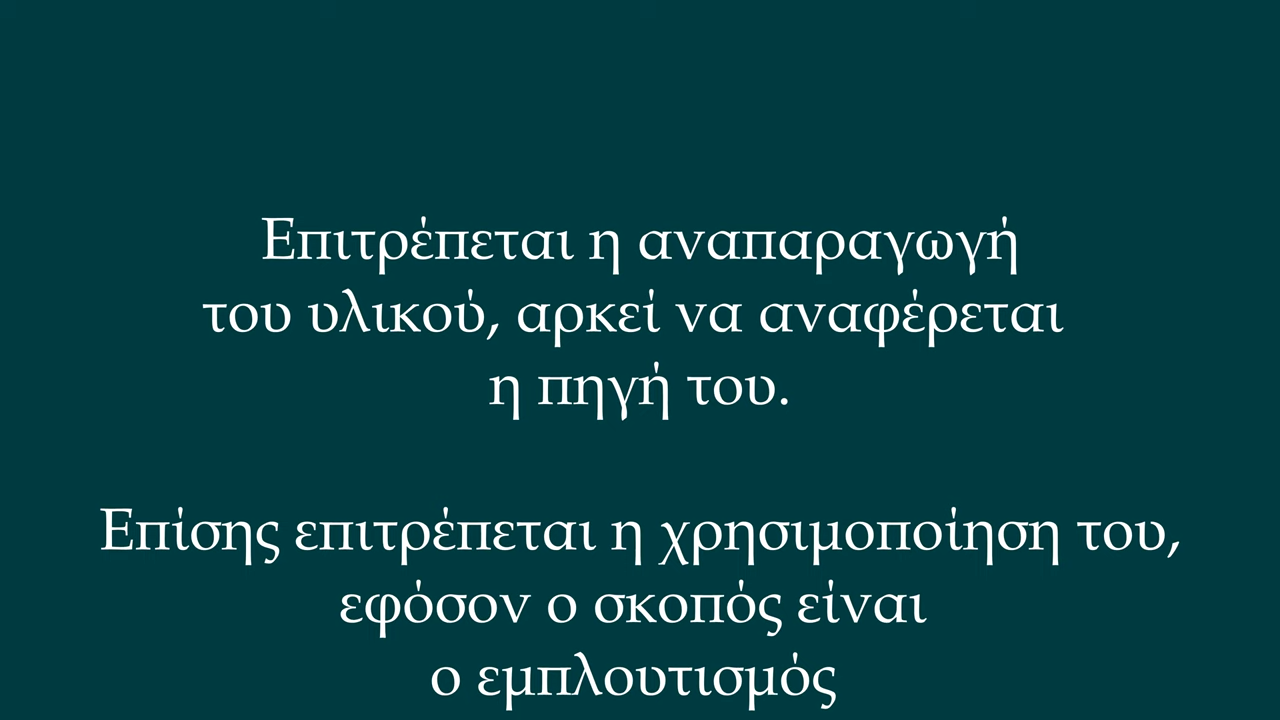 Επιτρέπεται η αναπαραγωγή
του υλικού, αρκεί να αναφέρεται
η πηγή του.
Επίσης επιτρέπεται η χρησιμοποίηση του,
εφόσον ο σκοπός είναι
ο εμπλουτισμός